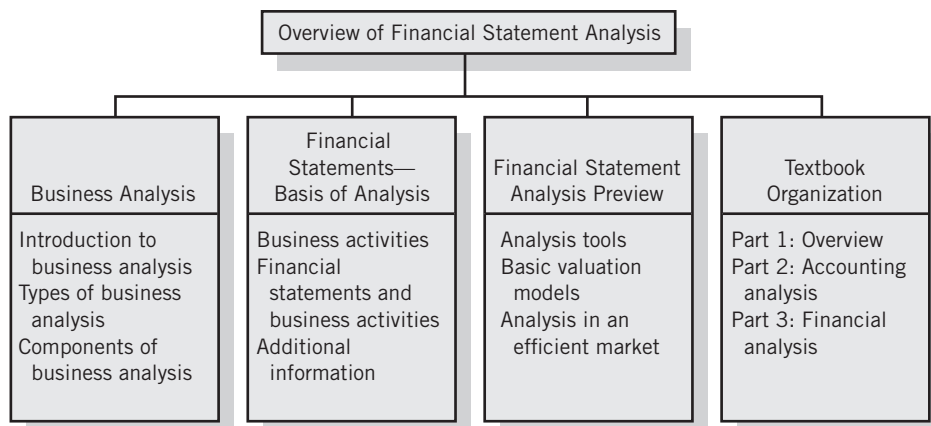 Overview of Financial Statement Analysis
Business Analysis
Introduction to
business analysis
Types of business
analysis
Components of
business analysis
Financial
Statements—
Basis of Analysis
Business activities
Financial
statements and
business activities
Additional
information
Financial Statement
Analysis Preview
Analysis tools
Basic valuation
models
Analysis in an
efficient market
Textbook
Organization
Part 1: Overview
Part 2: Accounting
analysis
Part 3: Financial
analysis